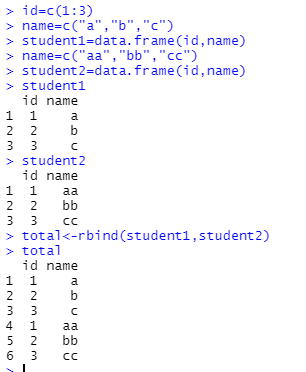 > id=c(1:3)
> name=c("a","b","c")
> student1=data.frame(id,name)
> name=c("aa","bb","cc")
> student2=data.frame(id,name)
> student1
  id name
1  1    a
2  2    b
3  3    c
> student2
  id name
1  1   aa
2  2   bb
3  3   cc
> total<-rbind(student1,student2)
> total
  id name
1  1    a
2  2    b
3  3    c
4  1   aa
5  2   bb
6  3   cc
>